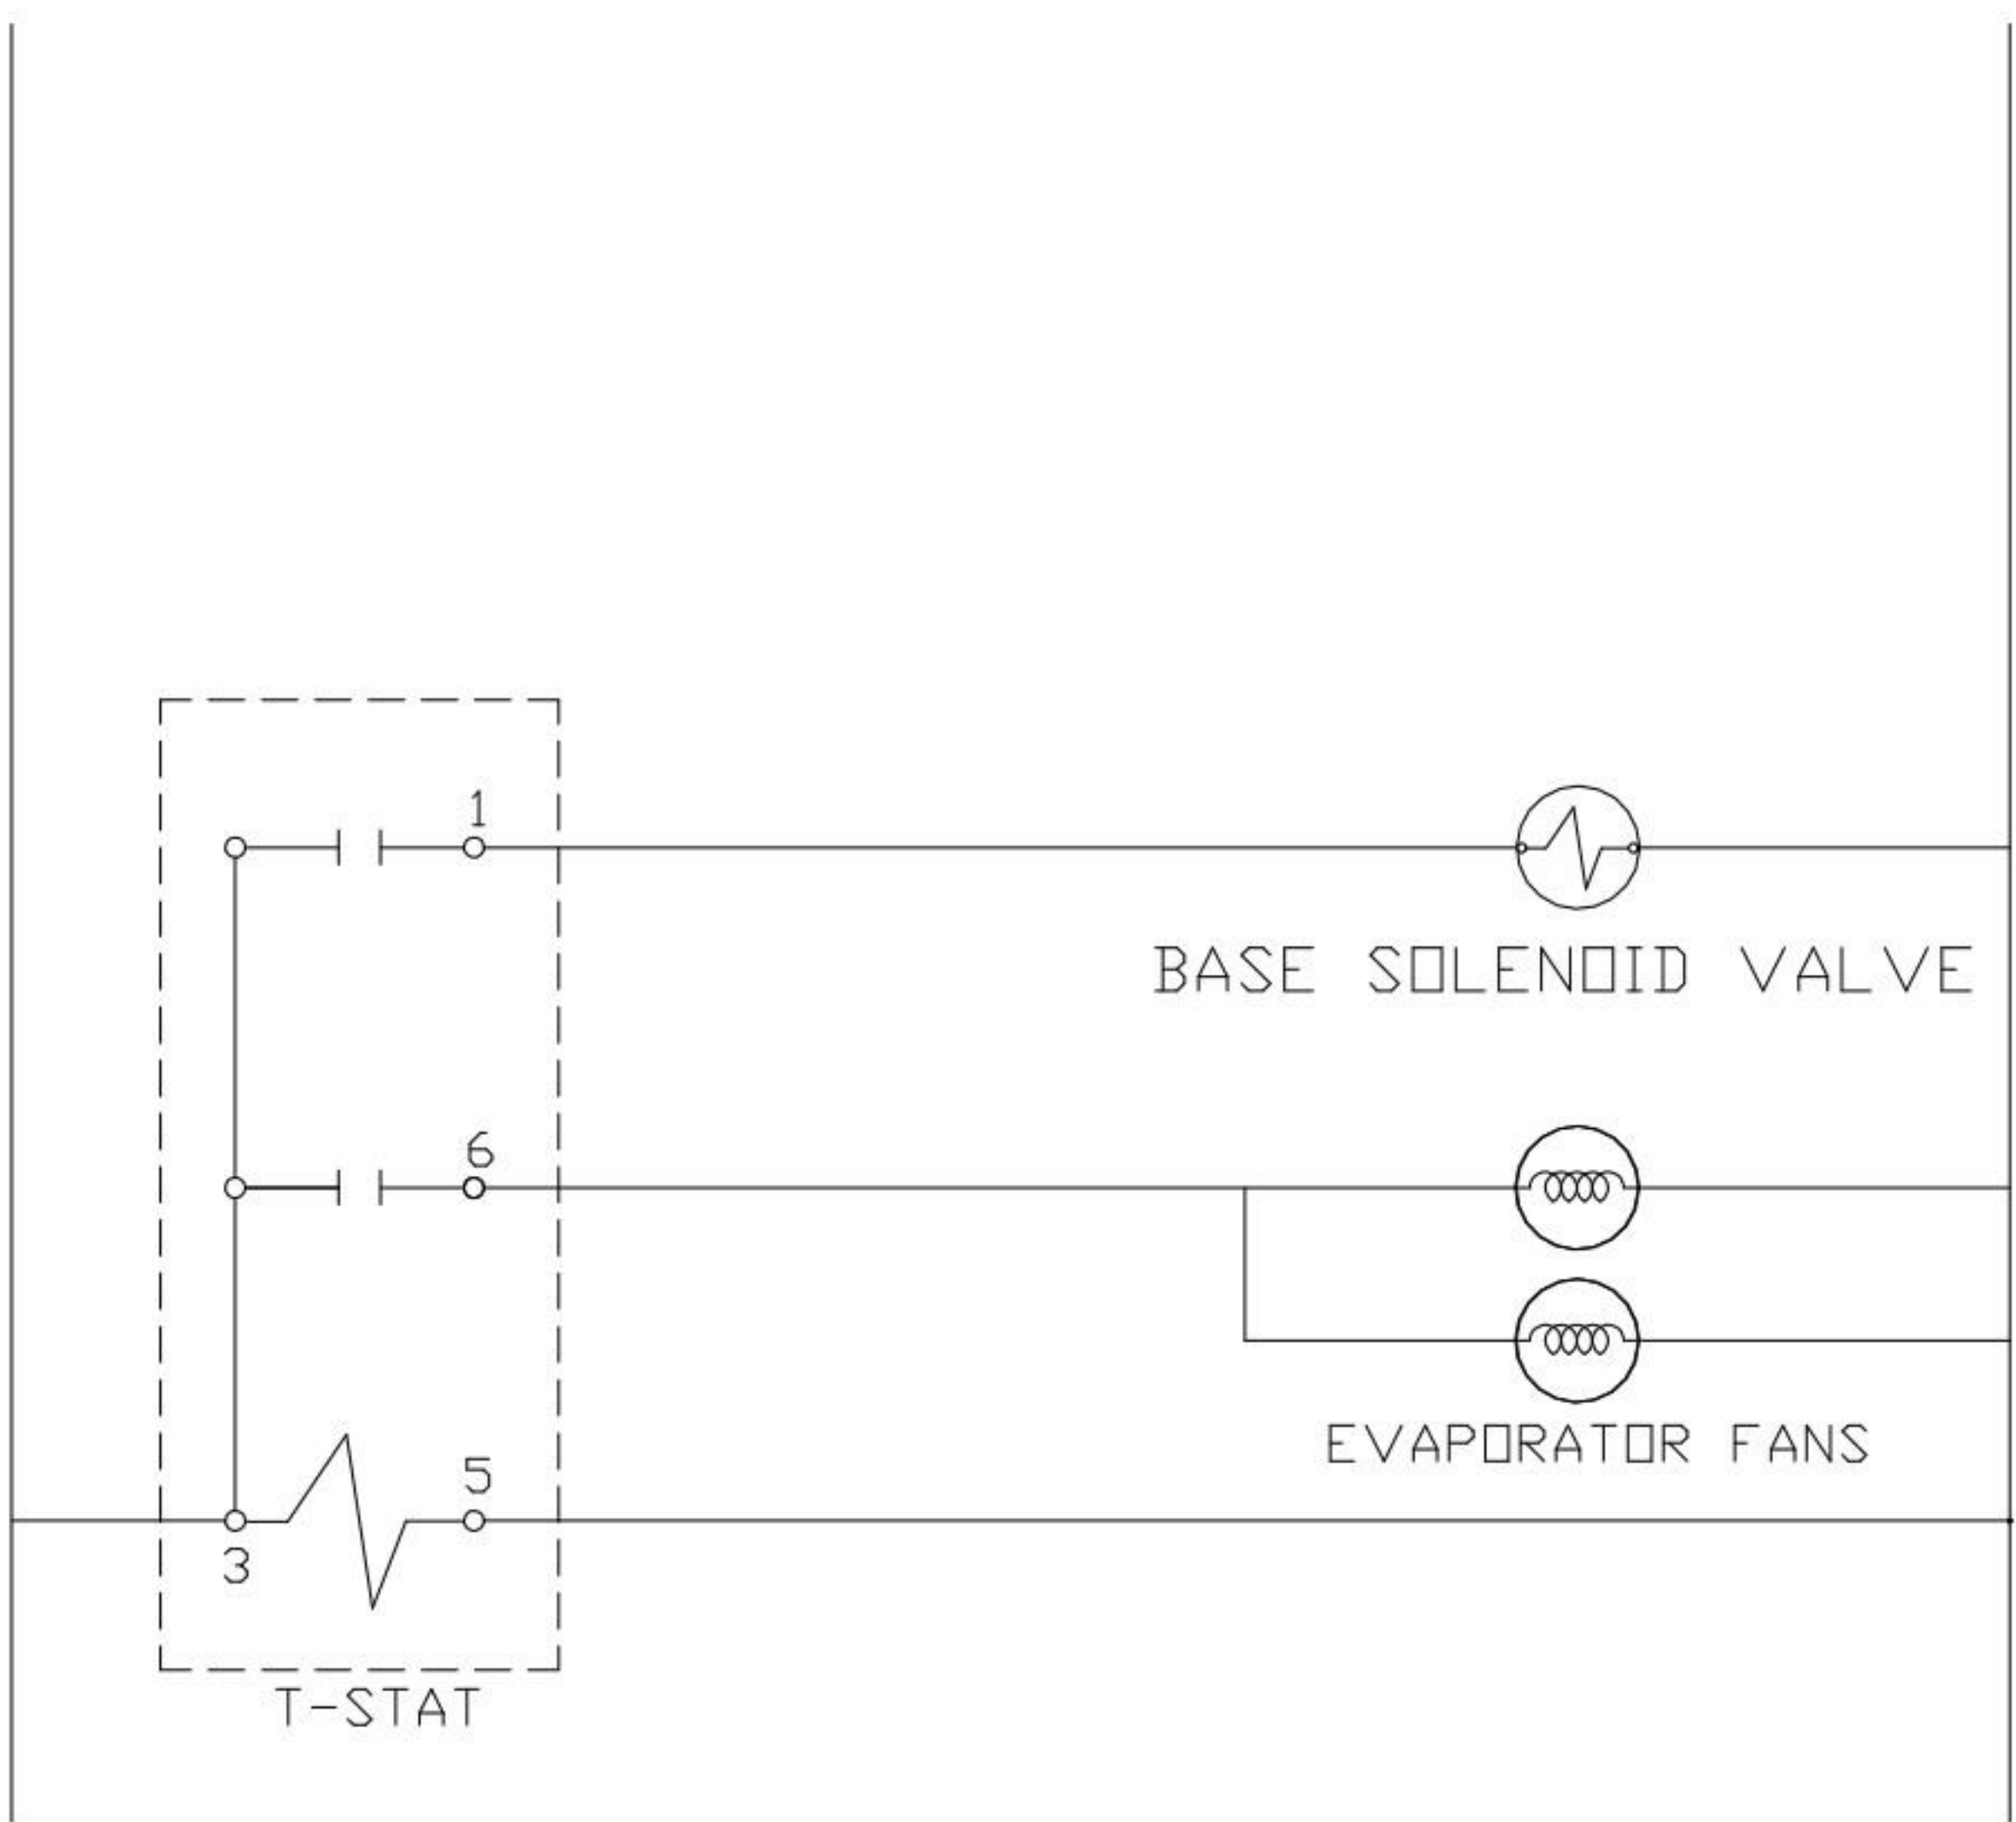 1
BASE SOLENOID VALVE
6
EVAPORATOR FANS
5
3
T-STAT